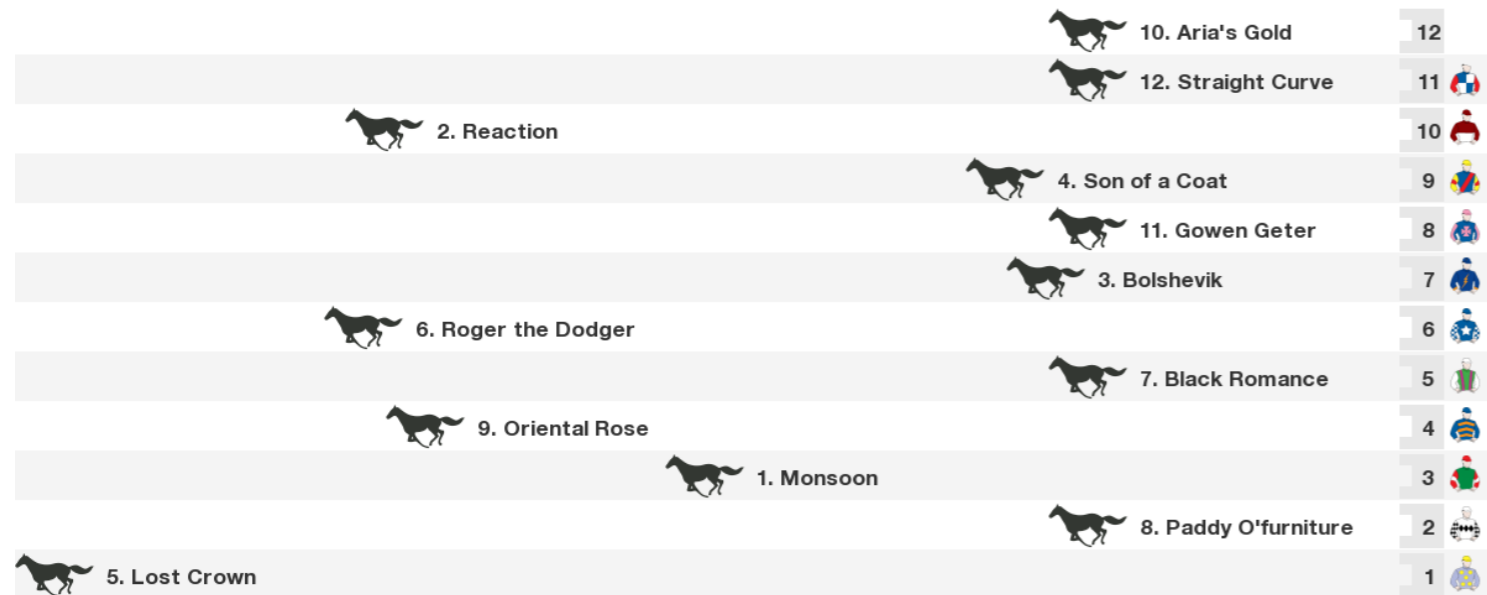 10. Aria's Gold 12
12. Straight Curve 11
2. Reaction 10
4. Son of a Coat 9
11. Gowen Geter 8
3. Bolshevik 7
6. Roger the Dodger 6
7. Black Romance 5
9. Oriental Rose 4
1. Monsoon 3
8. Paddy O'furniture 2
5. Lost Crown 1